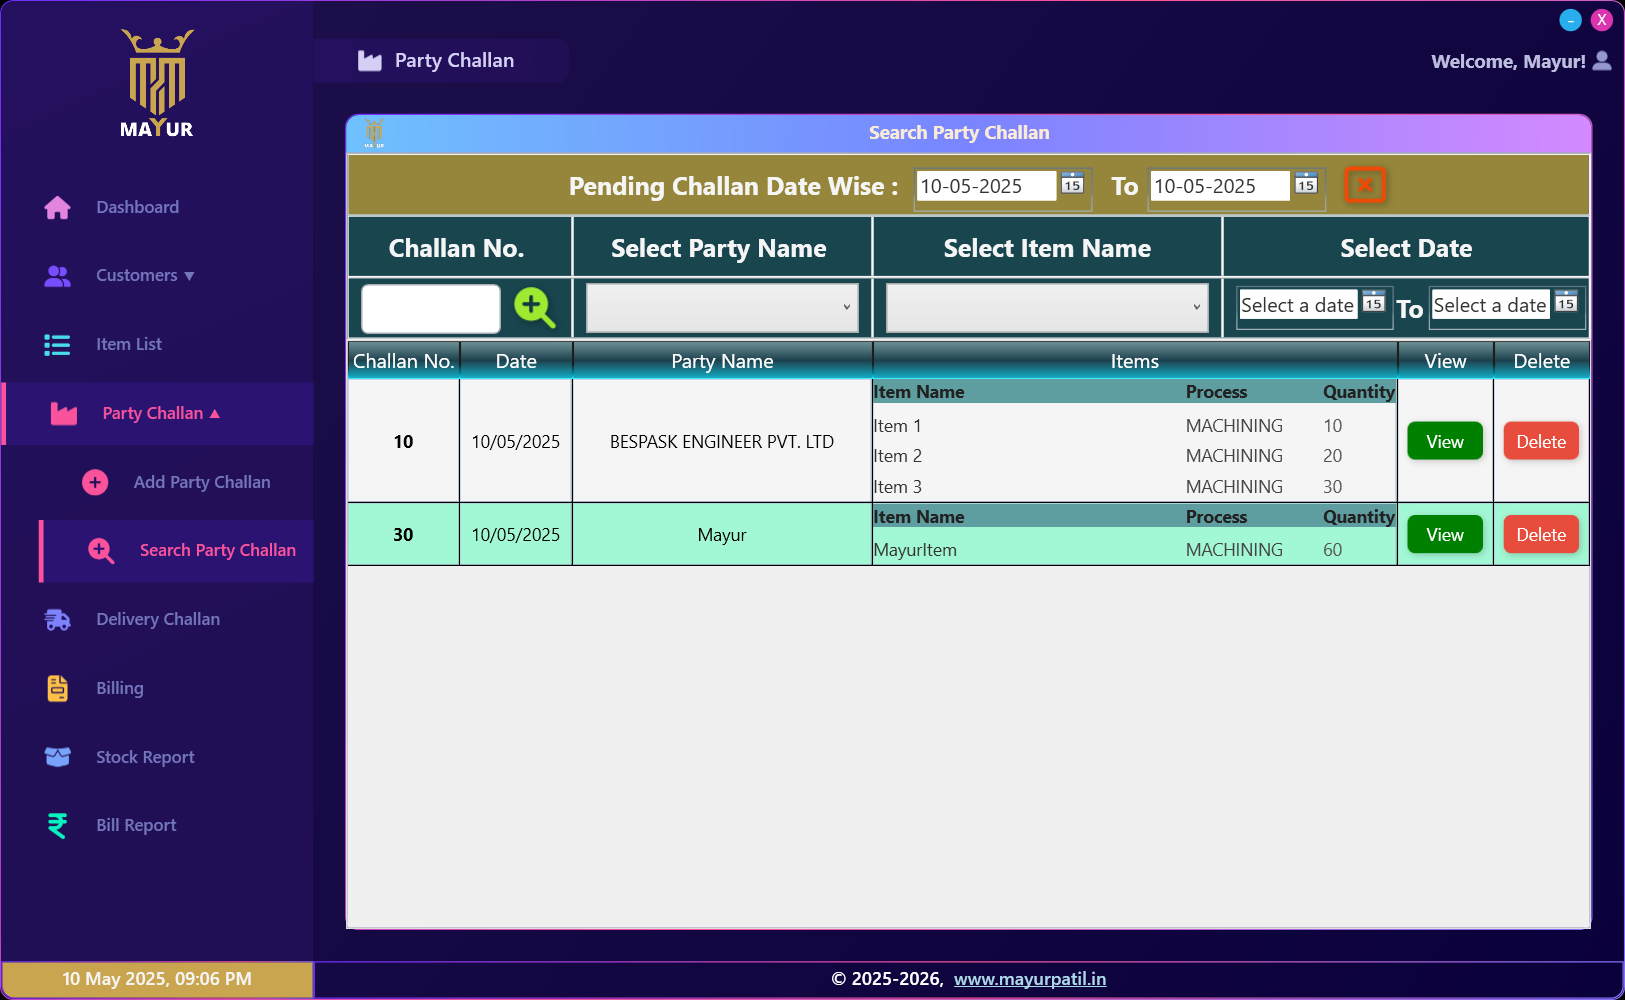 –
X
MAYUR
Party Challan
Welcome, Mayur!
MAYUR
Search Party Challan
Pending Challan Date Wise : 10-05-2025 15 To 10-05-2025 15
Challan No. Select Party Name Select Item Name Select Date
Select a date 15 To Select a date 15
Challan No. Date Party Name Items View Delete
Item Name Process Quantity
Item 1 MACHINING 10
10 10/05/2025 BESPASK ENGINEER PVT. LTD View Delete
Item 2 MACHINING 20
Item 3 MACHINING 30
Item Name Process Quantity
30 10/05/2025 Mayur View Delete
MayurItem MACHINING 60
Dashboard
Customers ▼
Item List
Party Challan ▲
Add Party Challan
Search Party Challan
Delivery Challan
Billing
Stock Report
₹ Bill Report
10 May 2025, 09:06 PM
© 2025-2026, www.mayurpatil.in